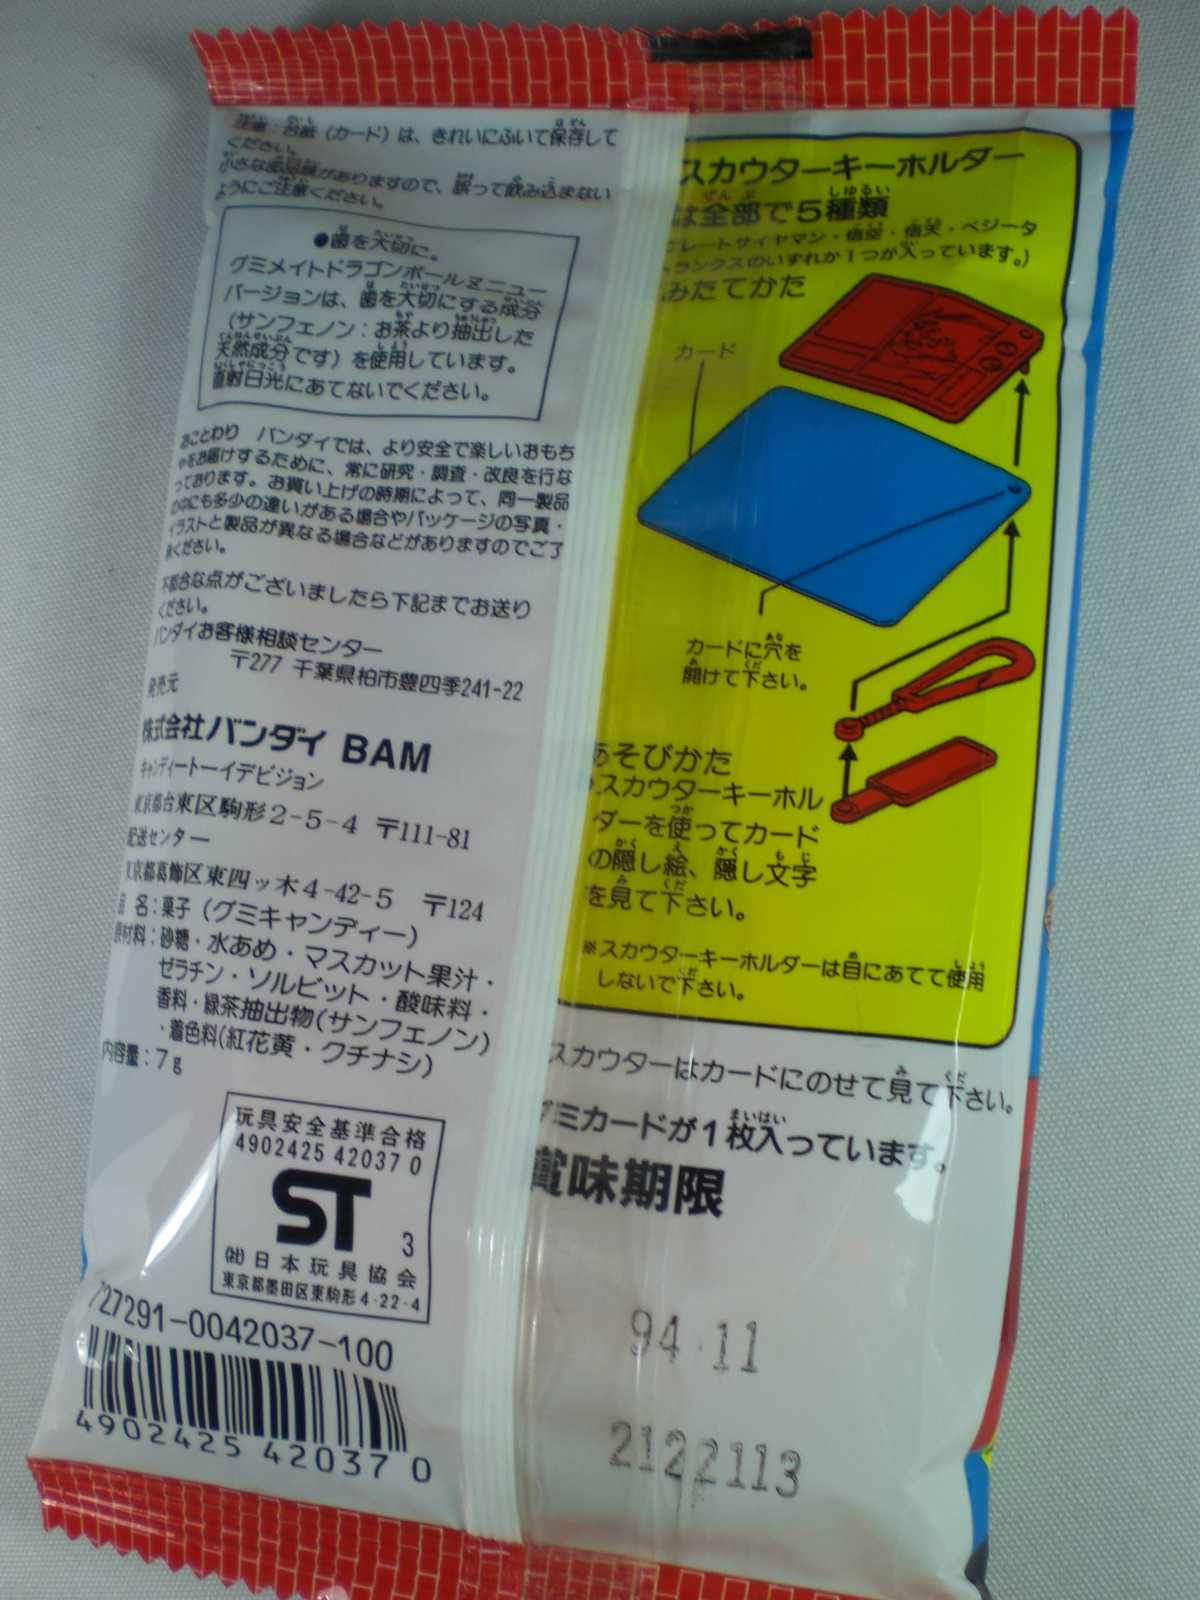 注意：台紙（カード）は、きれいにふいて保存して
ください。
小さな部品類がありますので、誤って飲み込まない
ようにご注意ください。
●歯を大切に。
グミメイトドラゴンボールZニュー
バージョンは、歯を大切にする成分
（サンフェノン：お茶より抽出した
天然成分です）を使用しています。
直射日光にあてないでください。
おことわり　バンダイでは、より安全で楽しいおもち
ゃをお届けするために、常に研究・調査・改良を行な
っております。お買い上げの時期によって、同一製品
のなにも多少の違いがある場合やパッケージの写真・
イラストと製品が異なる場合などがありますのでご了
承ください。
不都合な点がございましたら下記までお送り
ください。
バンダイお客様相談センター
〒277 千葉県柏市豊四季241-22
発売元
株式会社バンダイ BAM
キャンディートーイデビジョン
東京都台東区駒形2-5-4 〒111-81
配送センター
東京都葛飾区東四ッ木4-42-5 〒124
品 名：菓子（グミキャンディー）
原材料：砂糖・水あめ・マスカット果汁・
ゼラチン・ソルビット・酸味料・
香料・緑茶抽出物(サンフェノン)
・着色料(紅花黄・クチナシ)
内容量：7g
玩具安全基準合格
4902425 42037 0
ST 3
㈳日本玩具協会
東京都墨田区東駒形4-22-4
727291-0042037-100
4902425 42037 0
スカウターキーホルダー
は全部で5種類
グレートサイヤマン・悟空・悟天・ベジータ
トランクスのいずれか1つが入っています。)
みたてかた
カード
カードに穴を
開けて下さい。
あそびかた
スカウターキーホル
ダーを使ってカード
の隠し絵、隠し文字
を見て下さい。
※スカウターキーホルダーは目にあてて使用
しないで下さい。
スカウターはカードにのせて見て下さい。
グミカードが1枚入っています。
賞味期限
94.11
2122113